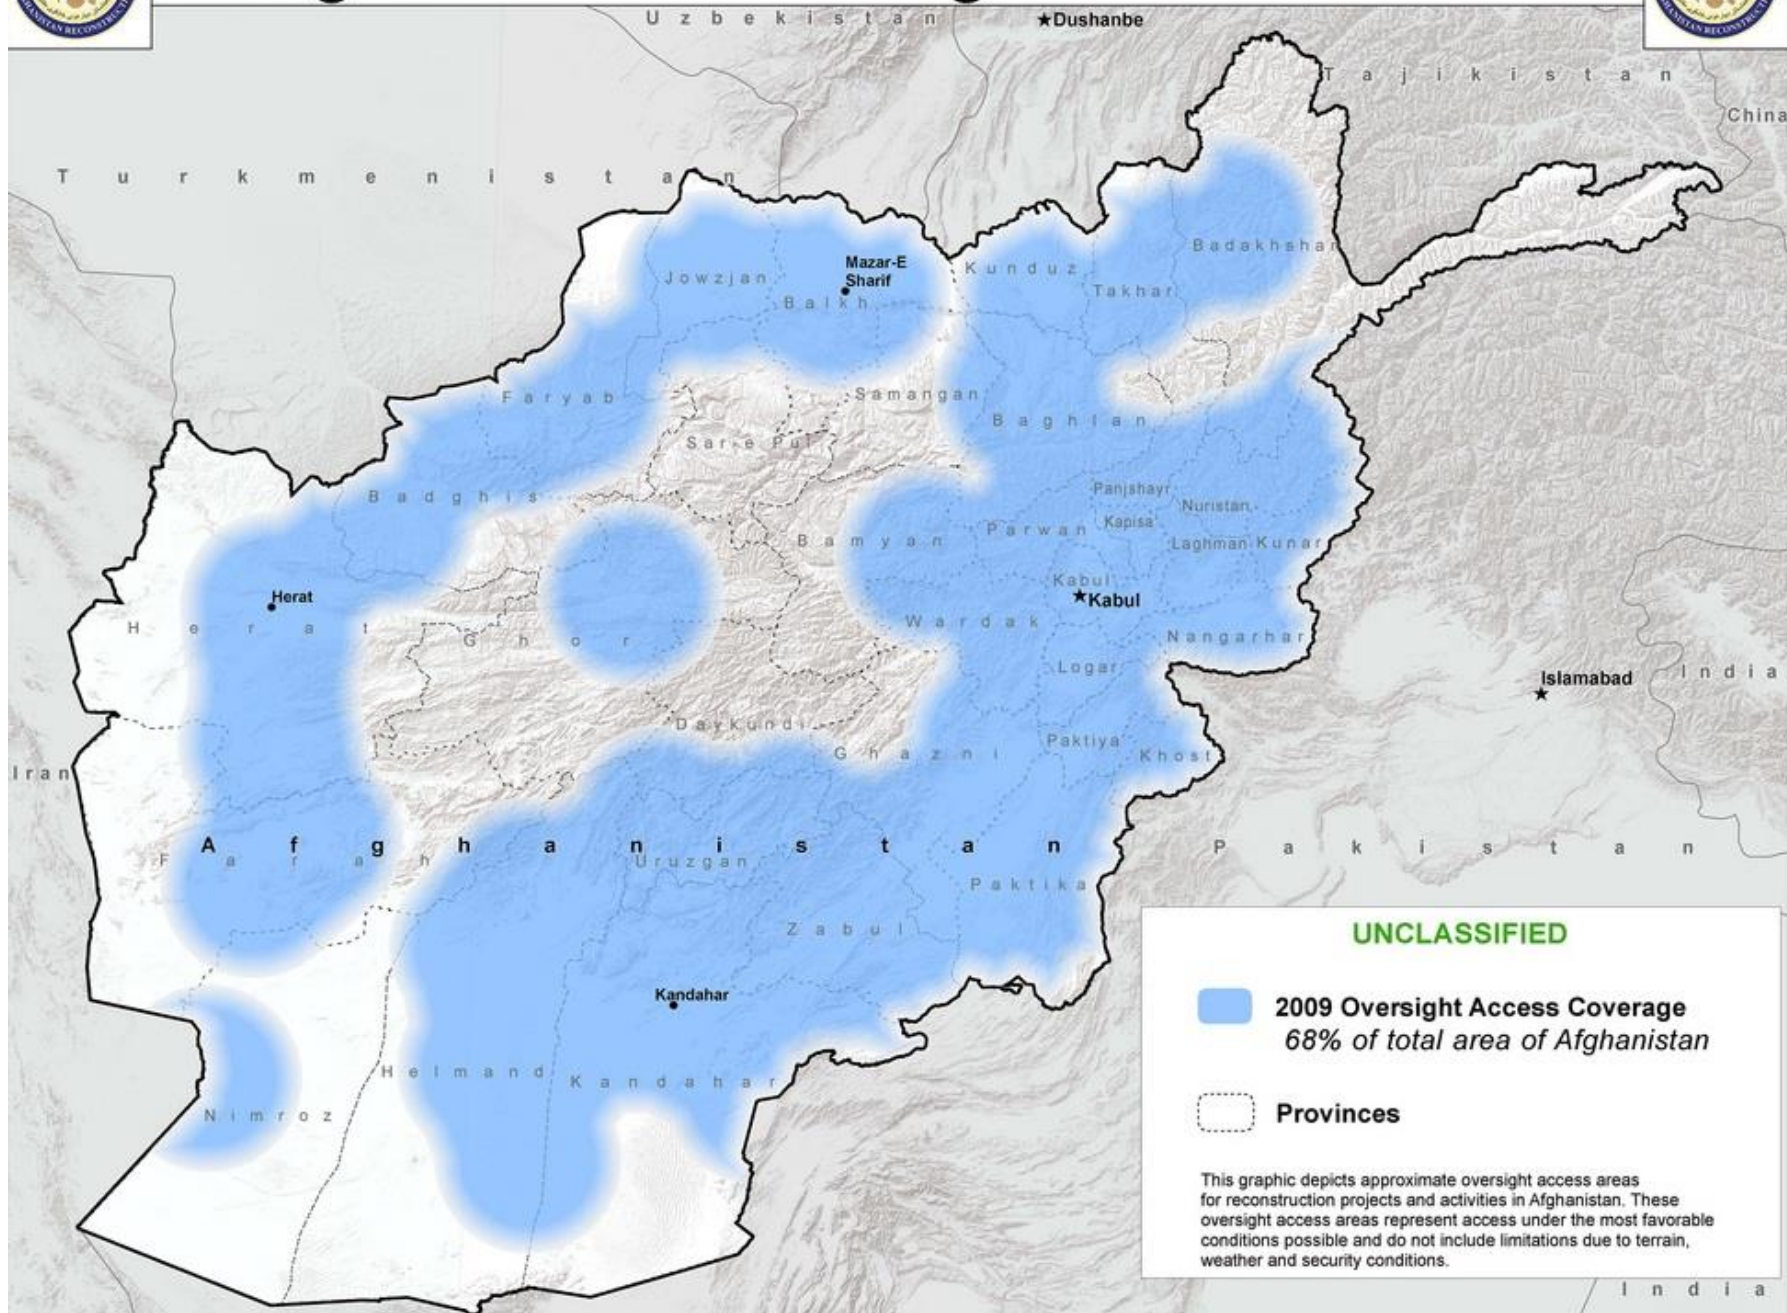 AFGHANISTAN RECONSTRUCT
Uzbekistan
Dushanbe
Tajikistan
China
Turkmenistan
Badakhshan
Mazar-E
Sharif
Kunduz
Jowzjan
Takhar
Balkh
Faryab
Samangan
Baghlan
Sar-e Pul
Badghis
Panjshayr
Nuristan
Kapisa
Parwan
Bamyan
Laghman
Kunar
Kabul
Kabul
Herat
Herat
Wardak
Ghor
Nangarhar
Logar
Islamabad
India
Daykundi
Paktiya
Ghazni
Khost
Iran
Afghanistan
Pakistan
Farah
Uruzgan
Paktika
Zabul
Kandahar
Helmand
Kandahar
Nimroz
UNCLASSIFIED
2009 Oversight Access Coverage
68% of total area of Afghanistan
Provinces
This graphic depicts approximate oversight access areas
for reconstruction projects and activities in Afghanistan. These
oversight access areas represent access under the most favorable
conditions possible and do not include limitations due to terrain,
weather and security conditions.
India